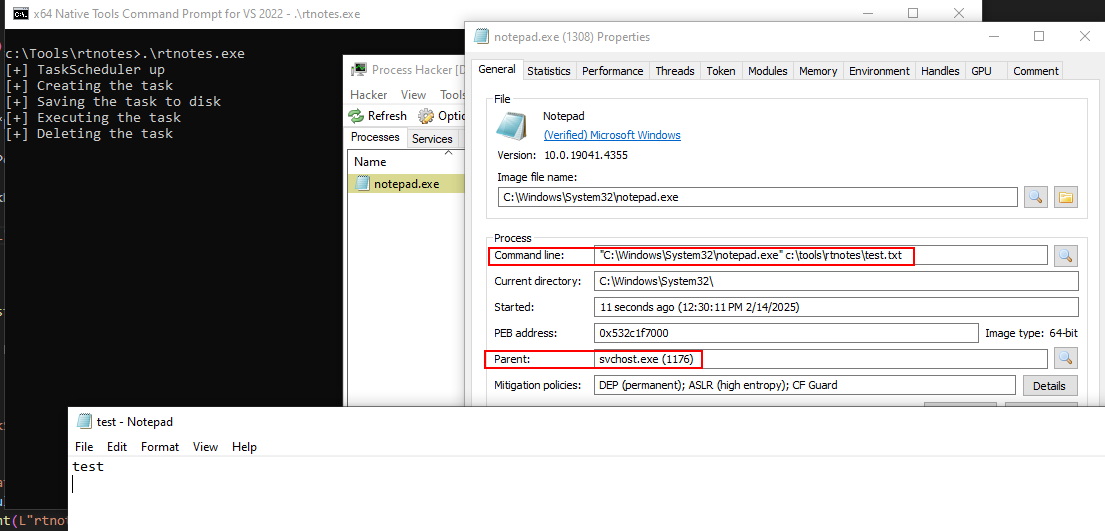 x64 Native Tools Command Prompt for VS 2022 - .\rtnotes.exe
c:\Tools\rtnotes>.\rtnotes.exe
[+] TaskScheduler up
[+] Creating the task
[+] Saving the task to disk
[+] Executing the task
[+] Deleting the task
Process Hacker [D
Hacker View Tools
Refresh Optio
Processes Services
Name
notepad.exe
notepad.exe (1308) Properties
General Statistics Performance Threads Token Modules Memory Environment Handles GPU Comment
File
Notepad
(Verified) Microsoft Windows
Version: 10.0.19041.4355
Image file name:
C:\Windows\System32\notepad.exe
Process
Command line: "C:\Windows\System32\notepad.exe" c:\tools\rtnotes\test.txt
Current directory: C:\Windows\System32\
Started: 11 seconds ago (12:30:11 PM 2/14/2025)
PEB address: 0x532c1f7000 Image type: 64-bit
Parent: svchost.exe (1176)
Mitigation policies: DEP (permanent); ASLR (high entropy); CF Guard Details
test - Notepad
File Edit Format View Help
test
nt(L"rtnot